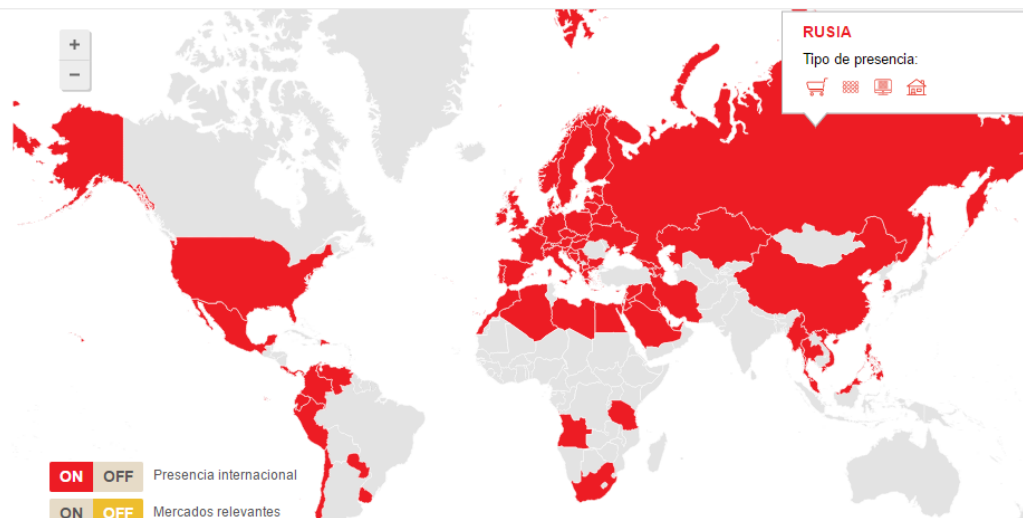 +
−
RUSIA
Tipo de presencia:
ON OFF Presencia internacional
ON OFF Mercados relevantes